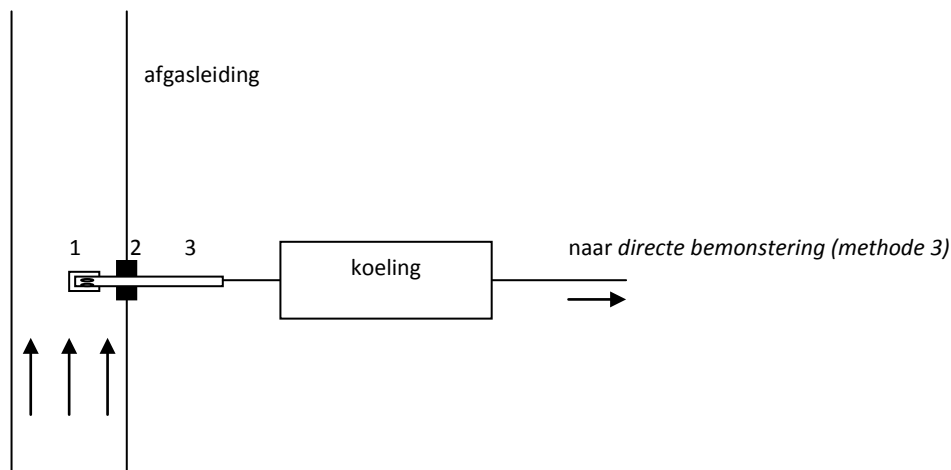 afgasleiding
1 2 3
koeling
naar directe bemonstering (methode 3)